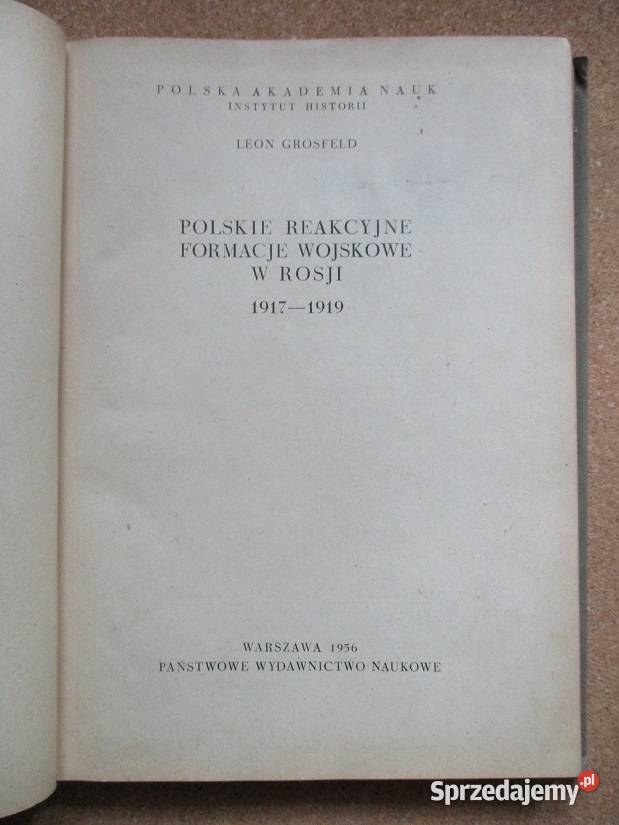 POLSKA AKADEMIA NAUK
INSTYTUT HISTORII
LEON GROSFELD
POLSKIE REAKCYJNE
FORMACJE WOJSKOWE
W ROSJI
1917—1919
WARSZAWA 1956
PAŃSTWOWE WYDAWNICTWO NAUKOWE
Sprzedajemy.pl